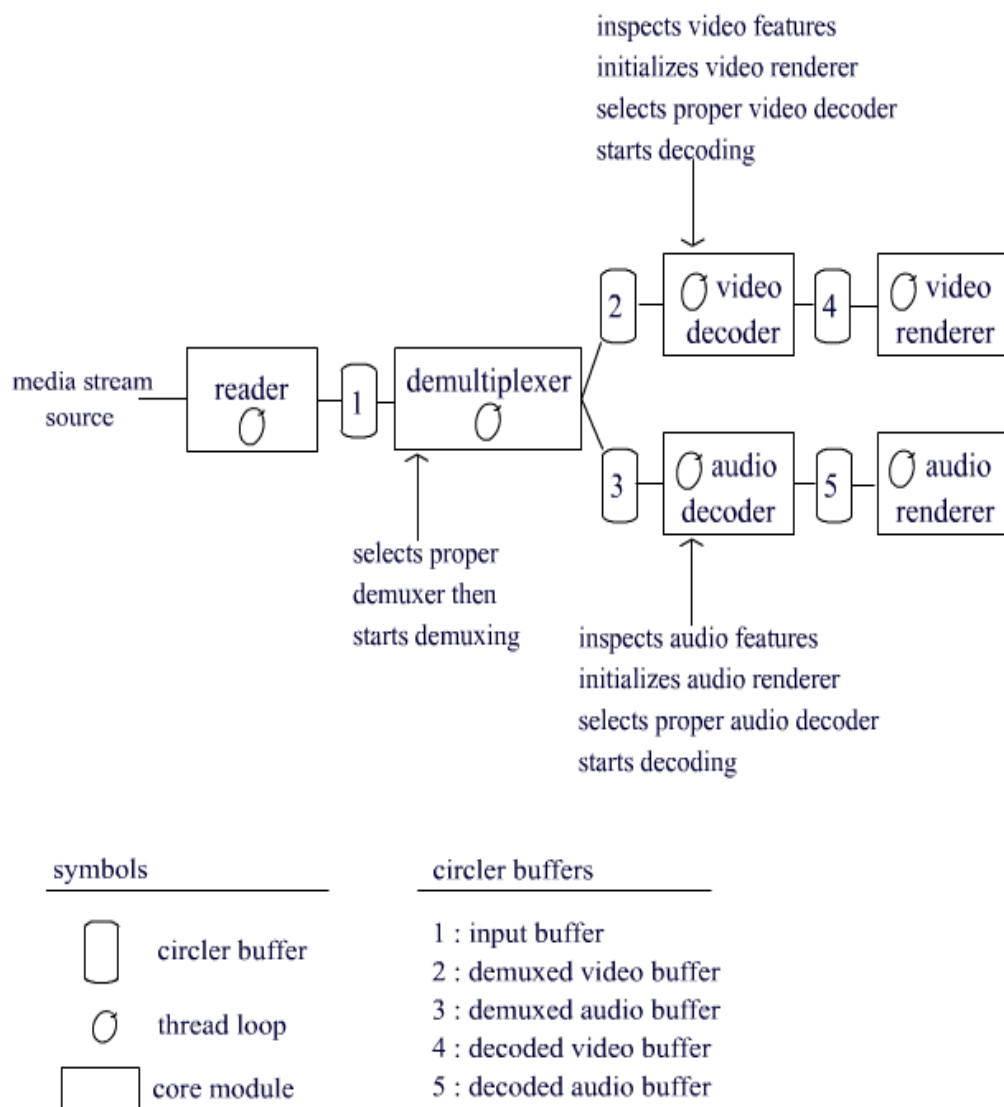 inspects video features
initializes video renderer
selects proper video decoder
starts decoding
media stream
source
reader
1
demultiplexer
2
video
decoder
4
video
renderer
3
audio
decoder
5
audio
renderer
selects proper
demuxer then
starts demuxing
inspects audio features
initializes audio renderer
selects proper audio decoder
starts decoding
symbols
circler buffer
thread loop
core module
circler buffers
1 : input buffer
2 : demuxed video buffer
3 : demuxed audio buffer
4 : decoded video buffer
5 : decoded audio buffer